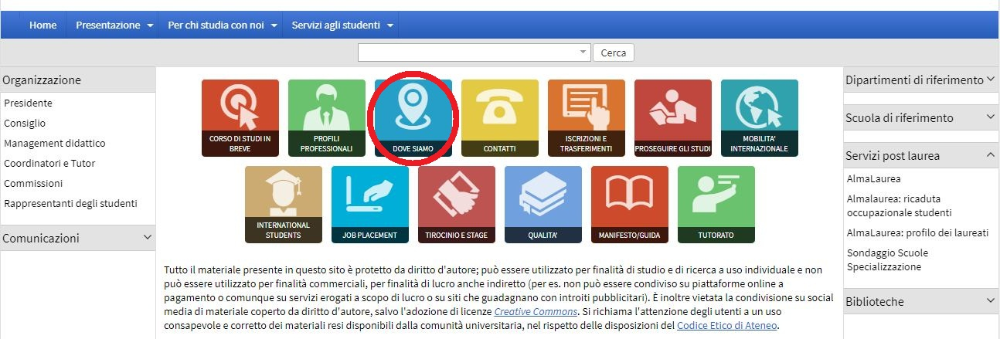 Home
Presentazione
Per chi studia con noi
Servizi agli studenti
Cerca
Organizzazione
Presidente
Consiglio
Management didattico
Coordinatori e Tutor
Commissioni
Rappresentanti degli studenti
Comunicazioni
CORSO DI STUDI IN
BREVE
PROFILI
PROFESSIONALI
DOVE SIAMO
CONTATTI
ISCRIZIONI E
TRASFERIMENTI
PROSEGUIRE GLI STUDI
MOBILITA'
INTERNAZIONALE
INTERNATIONAL
STUDENTS
JOB PLACEMENT
TIROCINIO E STAGE
QUALITA'
MANIFESTO/GUIDA
TUTORATO
Tutto il materiale presente in questo sito è protetto da diritto d'autore; può essere utilizzato per finalità di studio e di ricerca a uso individuale e non
può essere utilizzato per finalità commerciali, per finalità di lucro anche indiretto (per es. non può essere condiviso su piattaforme online a
pagamento o comunque su servizi erogati a scopo di lucro o su siti che guadagnano con introiti pubblicitari). È inoltre vietata la condivisione su social
media di materiale coperto da diritto d'autore, salvo l'adozione di licenze Creative Commons. Si richiama l'attenzione degli utenti a un uso
consapevole e corretto dei materiali resi disponibili dalla comunità universitaria, nel rispetto delle disposizioni del Codice Etico di Ateneo.
Dipartimenti di riferimento
Scuola di riferimento
Servizi post laurea
AlmaLaurea
Almalaurea: ricaduta
occupazionale studenti
AlmaLaurea: profilo dei laureati
Sondaggio Scuole
Specializzazione
Biblioteche